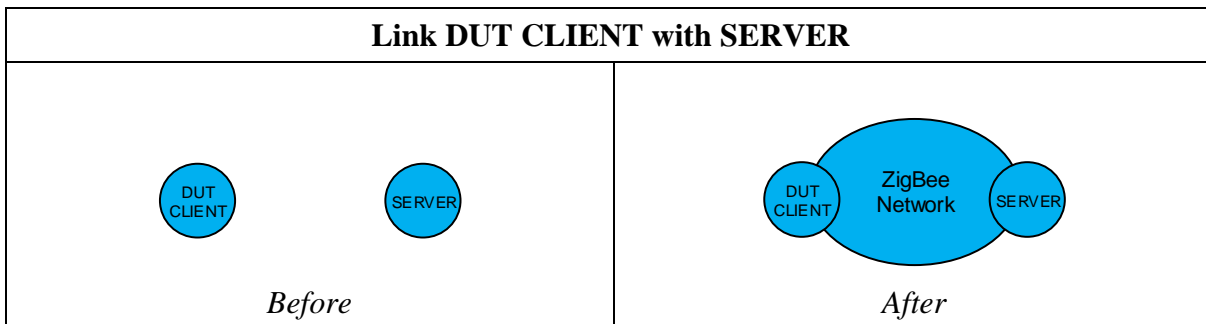 Link DUT CLIENT with SERVER
DUT
CLIENT
SERVER
Before
DUT
CLIENT
ZigBee
Network
SERVER
After